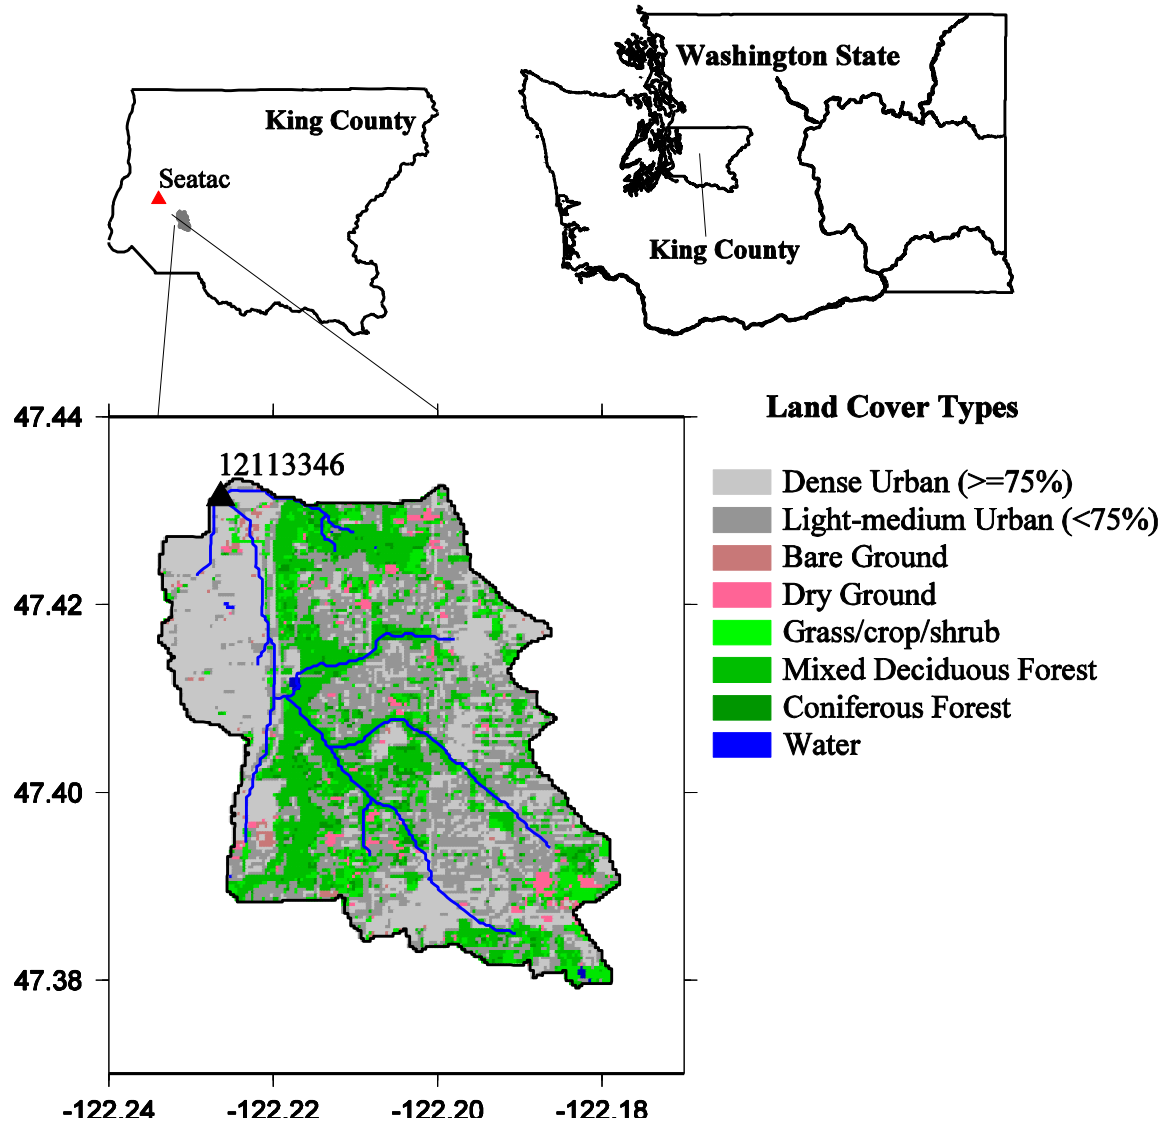 Washington State
King County
Seatac
King County
47.44
Land Cover Types
12113346
Dense Urban (>=75%)
Light-medium Urban (<75%)
Bare Ground
Dry Ground
47.42
Grass/crop/shrub
Mixed Deciduous Forest
Coniferous Forest
Water
47.40
47.38
-122.24
-122.22
-122.20
-122.18